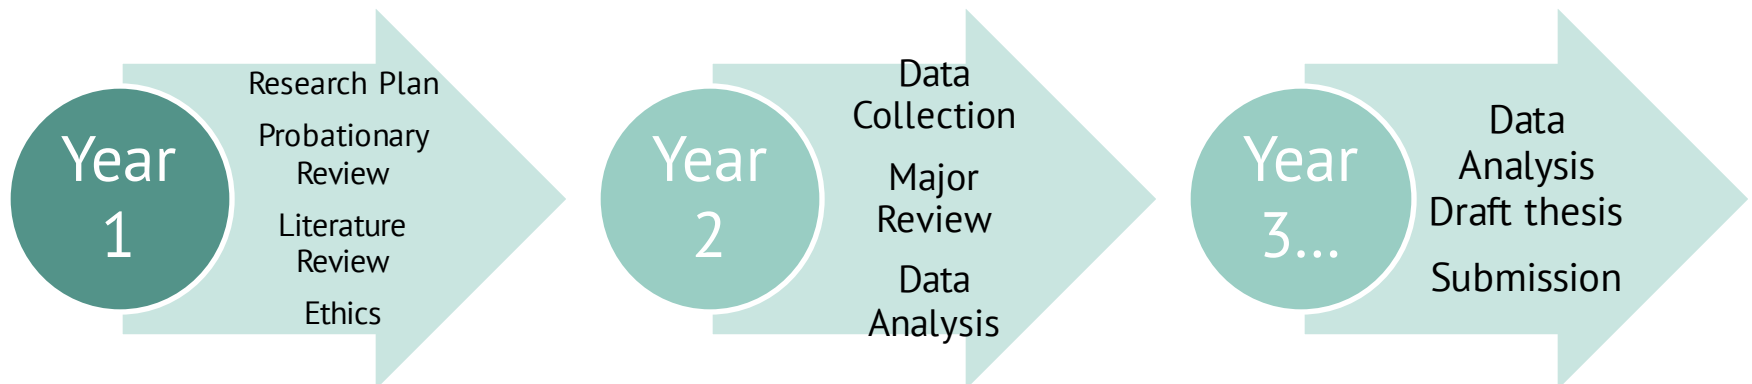 Year
1
Research Plan
Probationary
Review
Literature
Review
Ethics
Year
2
Data
Collection
Major
Review
Data
Analysis
Year
3...
Data
Analysis
Draft thesis
Submission